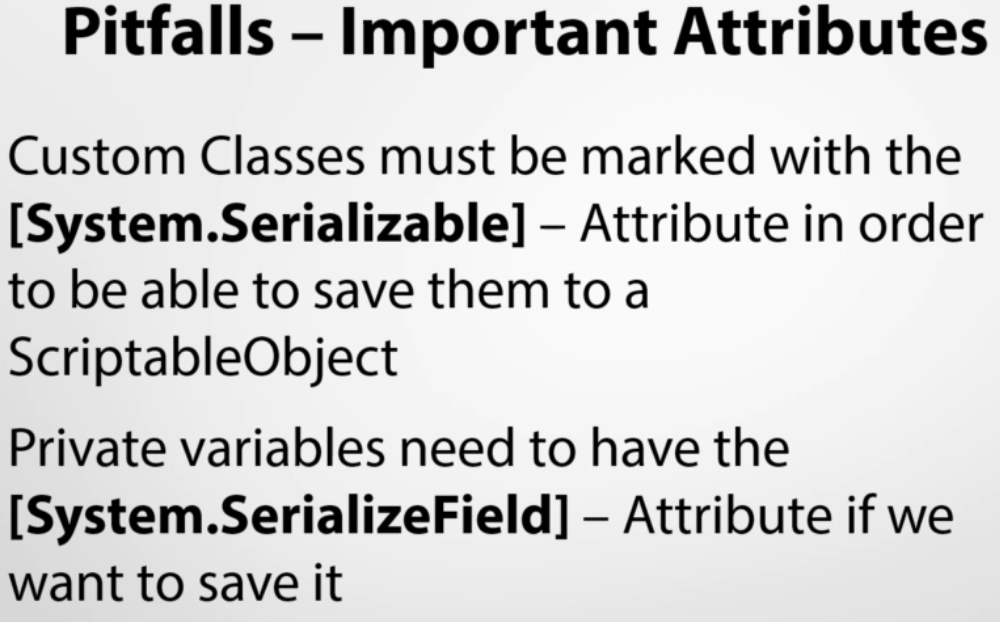 Pitfalls – Important Attributes
Custom Classes must be marked with the
[System.Serializable] – Attribute in order
to be able to save them to a
ScriptableObject
Private variables need to have the
[System.SerializeField] – Attribute if we
want to save it